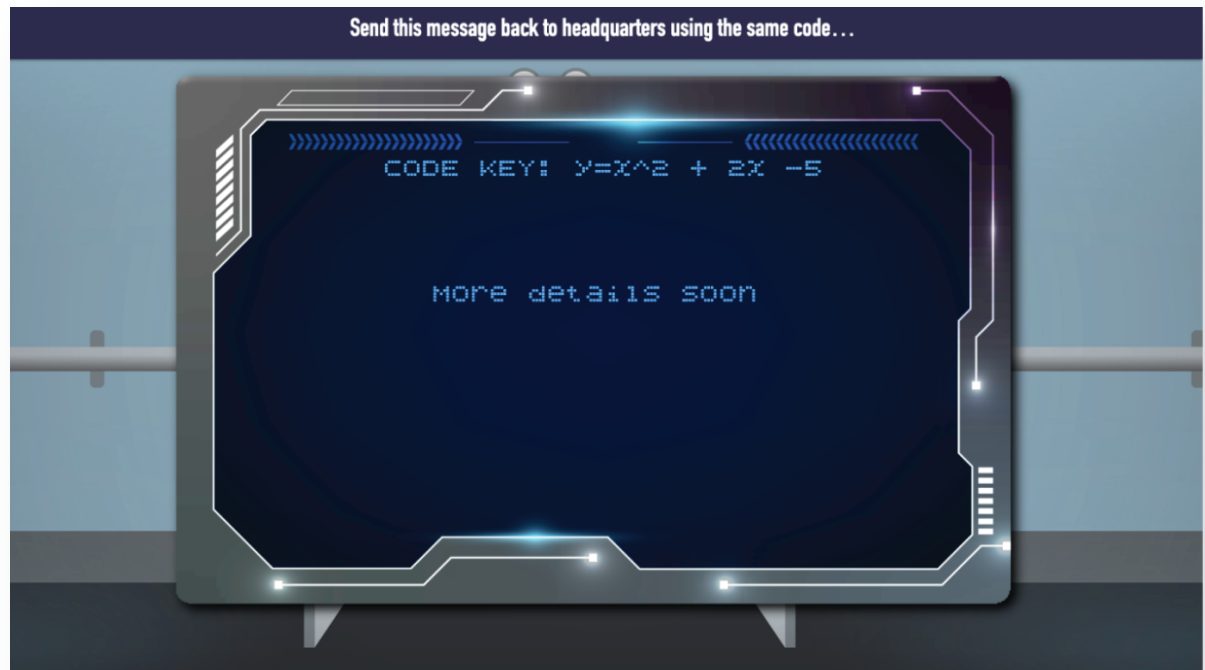 Send this message back to headquarters using the same code...
CODE KEY: y=x^2 + 2x -5
More details soon